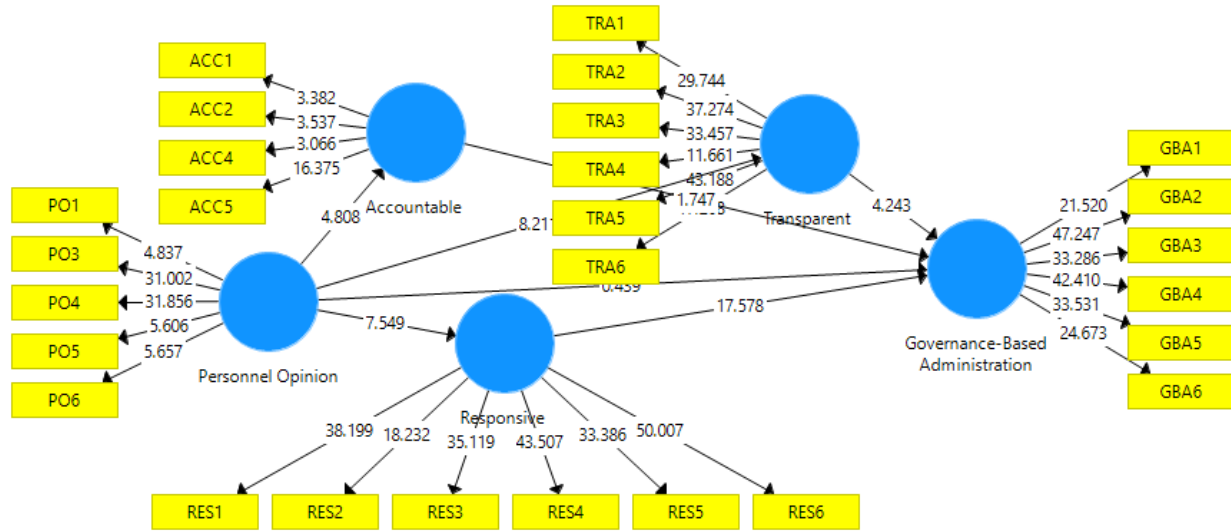 TRA1
ACC1
TRA2
29.744
3.382
ACC2
37.274
3.537
TRA3
33.457
GBA1
3.066
ACC4
11.661
TRA4
16.375
43.188
GBA2
PO1
ACC5
1.747
21.520
4.808
Accountable
TRA5
Transparent
4.243
47.247
GBA3
4.837
8.21
33.286
PO3
31.002
TRA6
42.410
GBA4
PO4
31.856
17.578
33.531
5.606
7.549
24.673
GBA5
PO5
5.657
Governance-Based
Administration
Personnel Opinion
GBA6
PO6
Responsive
38.199
18.232
35.119
43.507
33.386
50.007
RES1
RES2
RES3
RES4
RES5
RES6